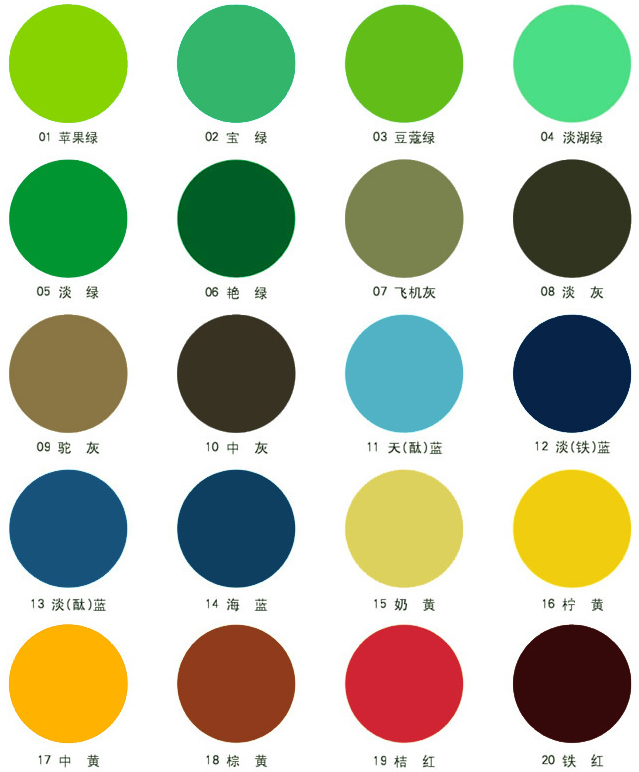 01 苹果绿
02 宝 绿
03 豆蔻绿
04 淡湖绿
05 淡 绿
06 艳 绿
07 飞机灰
08 淡 灰
09 驼 灰
10 中 灰
11 天(酞)蓝
12 淡(铁)蓝
13 淡(酞)蓝
14 海 蓝
15 奶 黄
16 柠 黄
17 中 黄
18 棕 黄
19 桔 红
20 铁 红